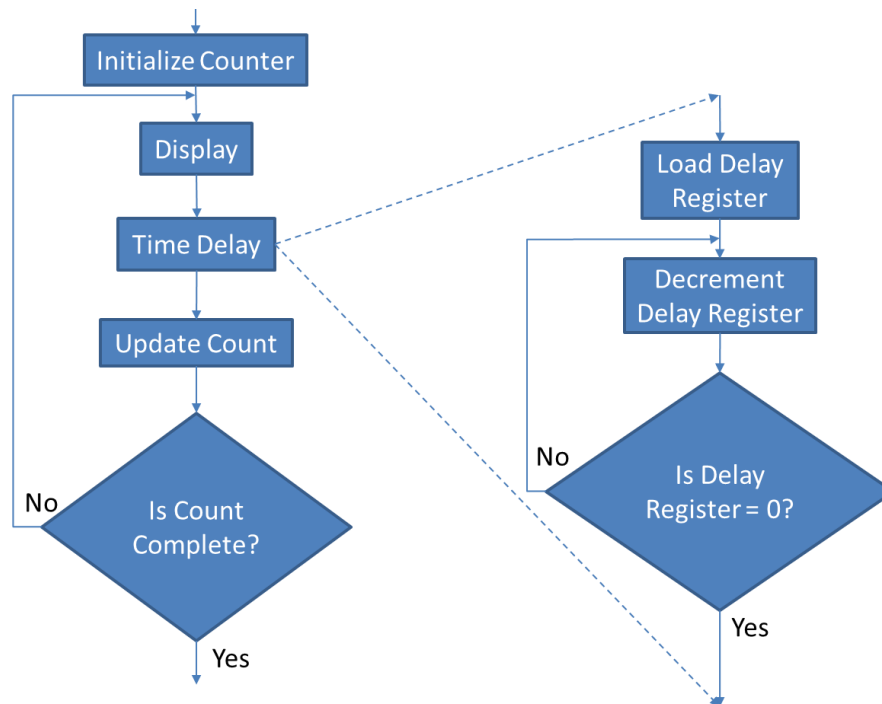 Initialize Counter
Display
Time Delay
Update Count
No
Is Count
Complete?
Yes
Load Delay
Register
Decrement
Delay Register
No
Is Delay
Register = 0?
Yes